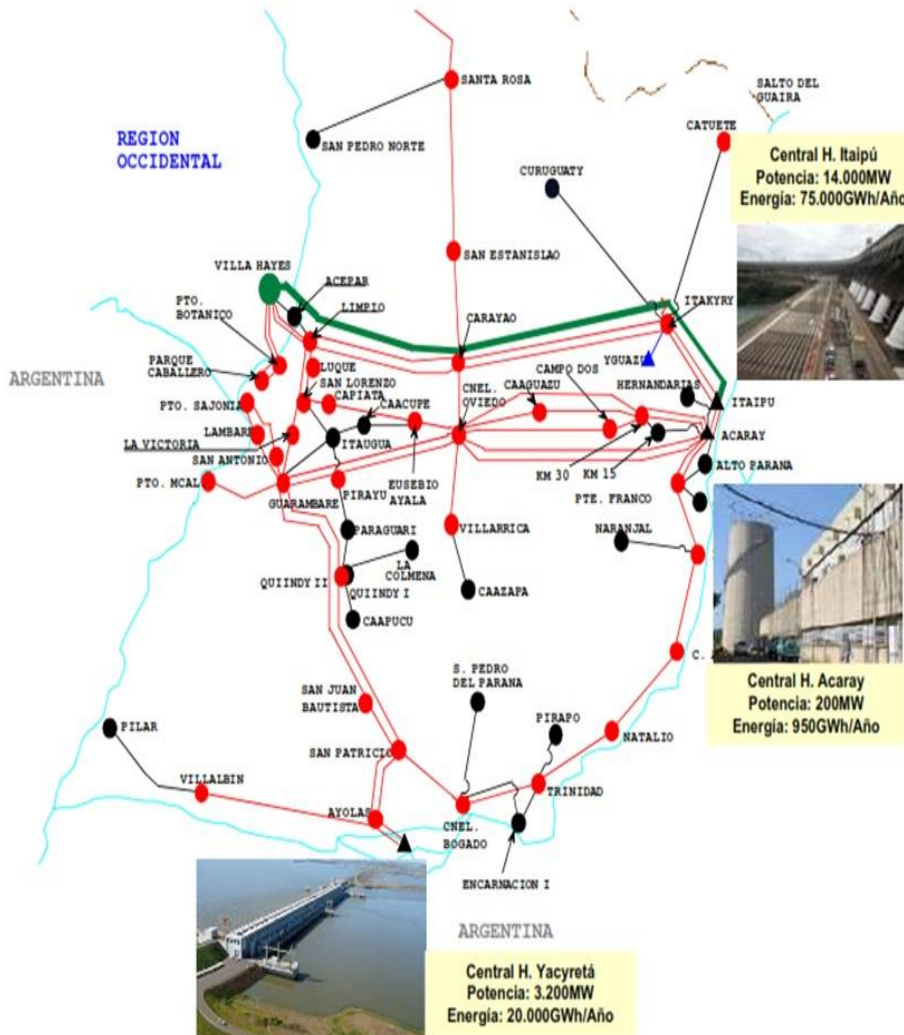 SANTA ROSA
SALTO DEL
GUAIRA
CATUETE
REGION
OCCIDENTAL
SAN PEDRO NORTE
CURUGUATY
Central H. Itaipú
Potencia: 14.000MW
Energía: 75.000GWh/Año
SAN ESTANISLAO
VILLA HAYES
ACEPAR
PTO.
BOTANICO
LIMPIO
CARAYAO
ITAKYRY
PARQUE
CABALLERO
LUQUE
YGUAZU
CAMPO DOS
HERNANDARIAS
ARGENTINA
SAN LORENZO
CAPIATA
CNEL.
OVIEDO
CAAGUAZU
ITAIPU
PTO. SAJONIA
CAACUPE
LAMBARE
ACARAY
LA VICTORIA
ITAUGUA
SAN ANTONIO
KM 30
KM 15
ALTO PARANA
PTO. MCAL
GUARAMBARE
PIRAYU
EUSEBIO
AYALA
PTE. FRANCO
PARAGUARI
VILLARRICA
NARANJAL
LA
COLMENA
QUIINDY II
QUIINDY I
CAAZAPA
CAAPUCU
C.
S. PEDRO
DEL PARANA
Central H. Acaray
Potencia: 200MW
Energía: 950GWh/Año
SAN JUAN
BAUTISTA
PIRAPO
PILAR
NATALIO
SAN PATRICIO
VILLALBIN
TRINIDAD
AYOLAS
CNEL.
BOGADO
ENCARNACION I
ARGENTINA
Central H. Yacyretá
Potencia: 3.200MW
Energía: 20.000GWh/Año